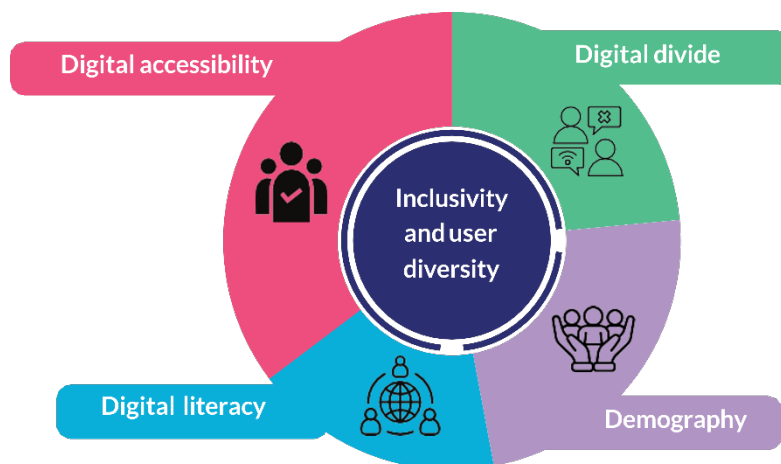 Digital accessibility
Digital divide
Inclusivity
and user
diversity
Digital literacy
Demography